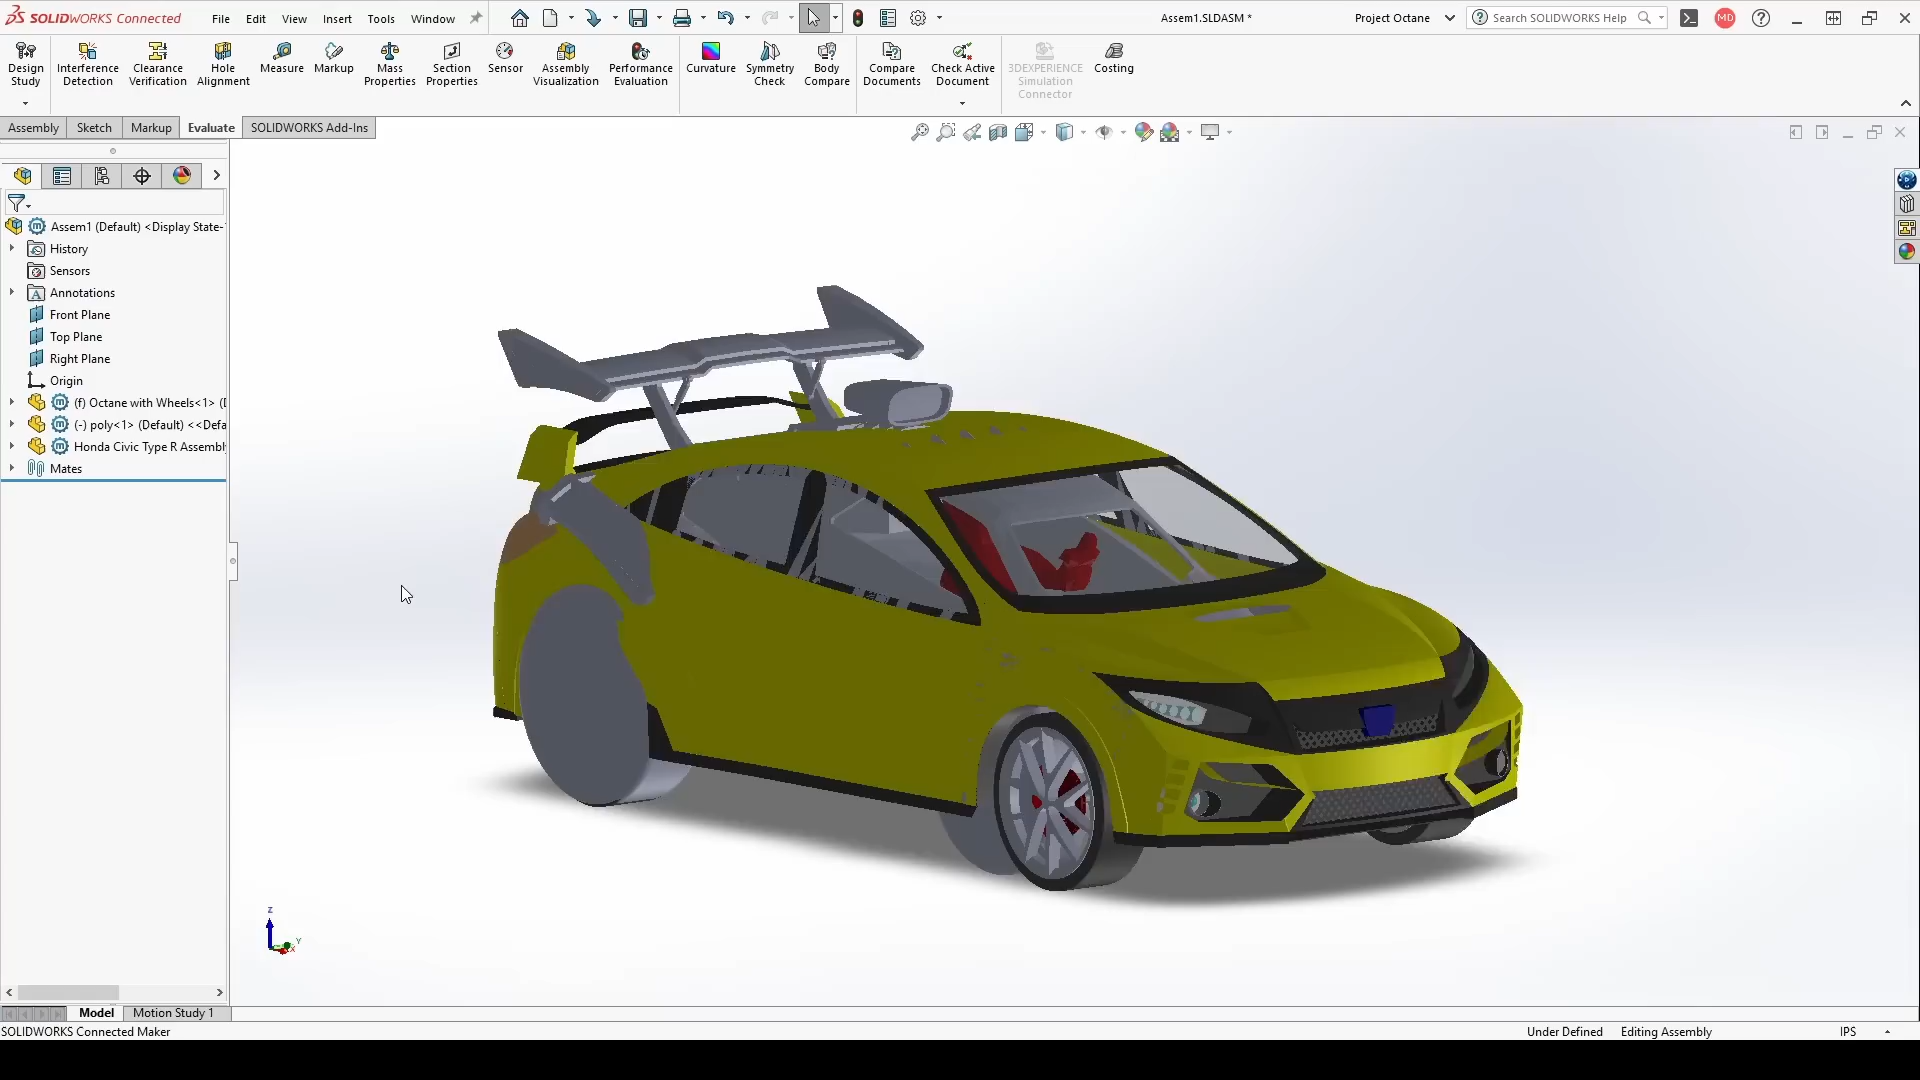 SOLIDWORKS Connected
File Edit View Insert Tools Window
Assem1.SLDASM *
Project Octane
Search SOLIDWORKS Help
MD
Design Study
Interference Detection
Clearance Verification
Hole Alignment
Measure
Markup
Mass Properties
Section Properties
Sensor
Assembly Visualization
Performance Evaluation
Curvature
Symmetry Check
Body Compare
Compare Documents
Check Active Document
3DEXPERIENCE Simulation Connector
Costing
Assembly Sketch Markup Evaluate SOLIDWORKS Add-Ins
Assem1 (Default) <Display State-
History
Sensors
Annotations
Front Plane
Top Plane
Right Plane
Origin
(f) Octane with Wheels<1> (D
(-) poly<1> (Default) <<Defa
Honda Civic Type R Assembl
Mates
Z
Y
X
Model Motion Study 1
SOLIDWORKS Connected Maker
Under Defined Editing Assembly IPS